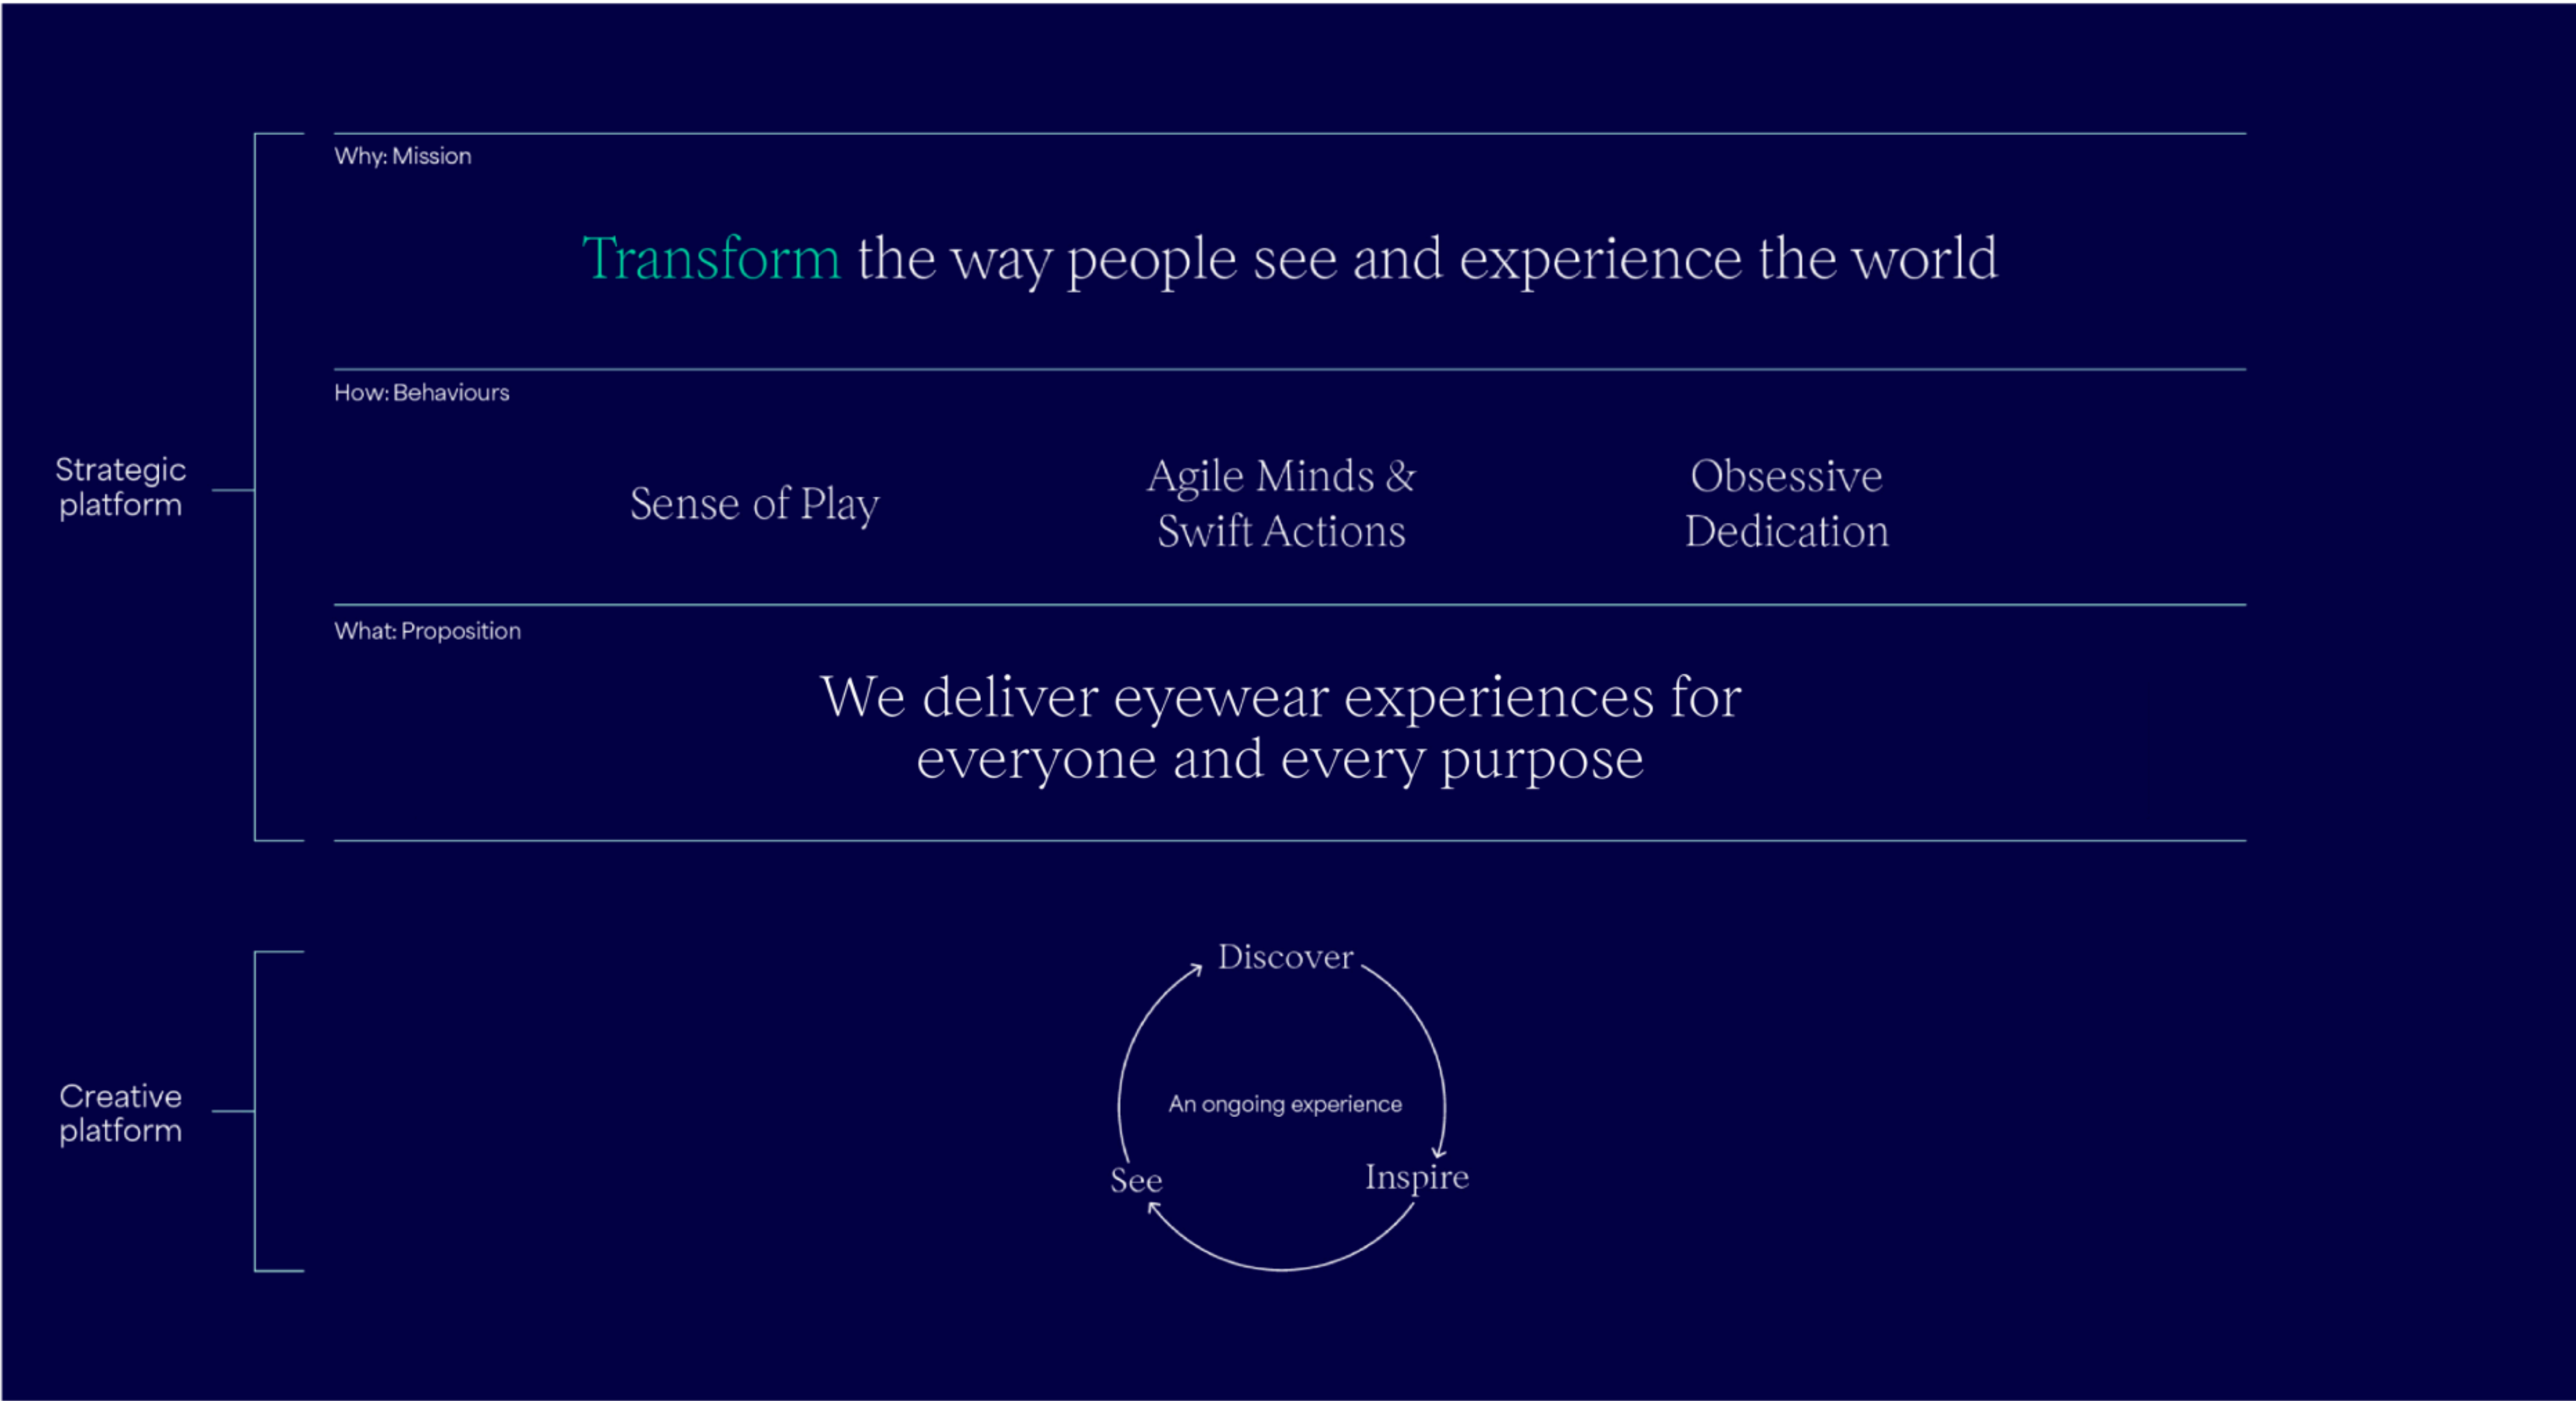 Why: Mission
Transform the way people see and experience the world
How: Behaviours
Strategic
platform
Sense of Play
Agile Minds &
Swift Actions
Obsessive
Dedication
What: Proposition
We deliver eyewear experiences for
everyone and every purpose
Creative
platform
Discover
An ongoing experience
Inspire
See